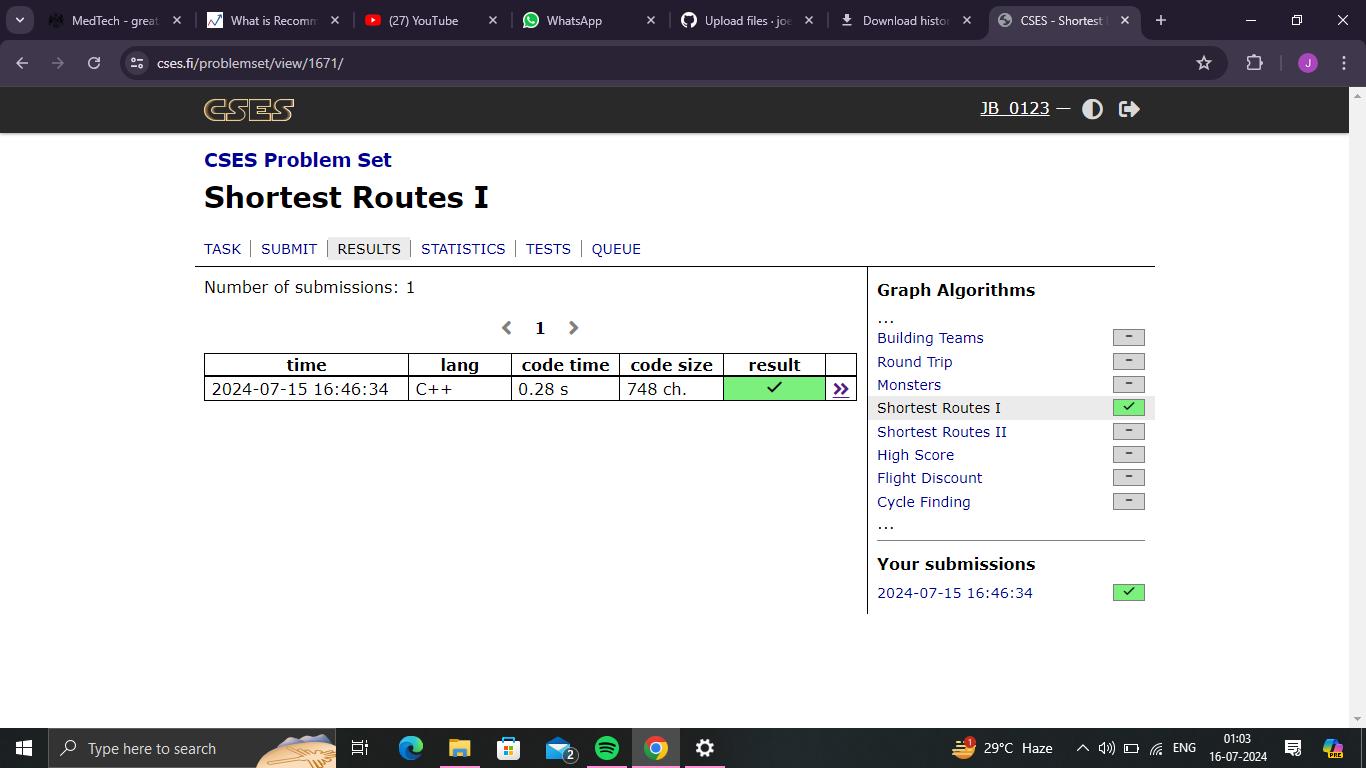 MedTech - great
What is Recomm
(27) YouTube
WhatsApp
Upload files · joe
Download histor
CSES - Shortest
cses.fi/problemset/view/1671/
J
CSES
JB_0123 —
CSES Problem Set
Shortest Routes I
TASK SUBMIT RESULTS STATISTICS TESTS QUEUE
Number of submissions: 1
1
time lang code time code size result
2024-07-15 16:46:34 C++ 0.28 s 748 ch.
Graph Algorithms
...
Building Teams -
Round Trip -
Monsters -
Shortest Routes I
Shortest Routes II -
High Score -
Flight Discount -
Cycle Finding -
...
Your submissions
2024-07-15 16:46:34
Type here to search
2
1
29°C Haze
ENG
01:03
16-07-2024
PRE